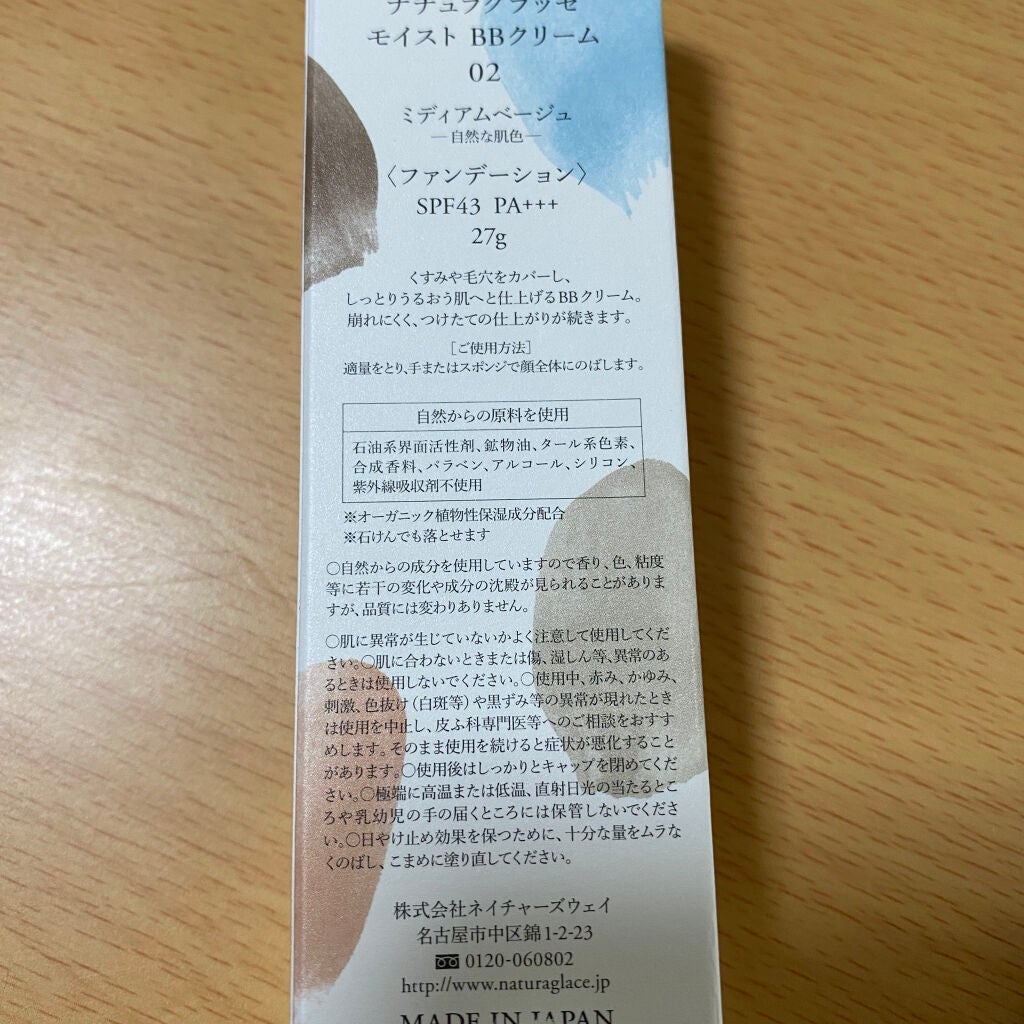 ナチュラグラッセ
モイスト BBクリーム
02
ミディアムベージュ
―自然な肌色―
〈ファンデーション〉
SPF43 PA+++
27g
くすみや毛穴をカバーし、
しっとりうるおう肌へと仕上げるBBクリーム。
崩れにくく、つけたての仕上がりが続きます。
［ご使用方法］
適量をとり、手またはスポンジで顔全体にのばします。
自然からの原料を使用
石油系界面活性剤、鉱物油、タール系色素、
合成香料、パラベン、アルコール、シリコン、
紫外線吸収剤不使用
※オーガニック植物性保湿成分配合
※石けんでも落とせます
○自然からの成分を使用していますので香り、色、粘度
等に若干の変化や成分の沈殿が見られることがありま
すが、品質には変わりありません。
○肌に異常が生じていないかよく注意して使用してくだ
さい。○肌に合わないときまたは傷、湿しん等、異常のあ
るときは使用しないでください。○使用中、赤み、かゆみ、
刺激、色抜け（白斑等）や黒ずみ等の異常が現れたとき
は使用を中止し、皮ふ科専門医等へのご相談をおすす
めします。そのまま使用を続けると症状が悪化すること
があります。○使用後はしっかりとキャップを閉めてくだ
さい。○極端に高温または低温、直射日光の当たるとこ
ろや乳幼児の手の届くところには保管しないでくださ
い。○日やけ止め効果を保つために、十分な量をムラな
くのばし、こまめに塗り直してください。
株式会社ネイチャーズウェイ
名古屋市中区錦1-2-23
0120-060802
http://www.naturaglace.jp
MADE IN JAPAN